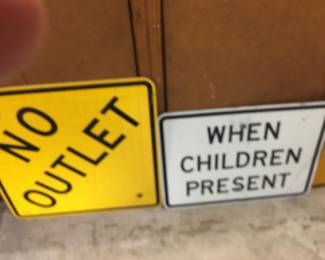 NO
OUTLET
WHEN
CHILDREN
PRESENT